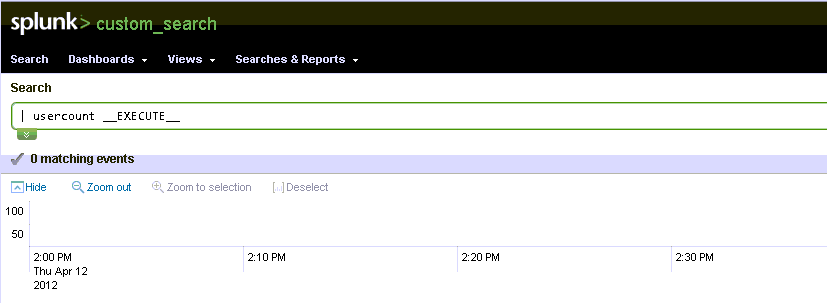 splunk> custom_search
Search Dashboards Views Searches & Reports
Search
| usercount __EXECUTE__
0 matching events
Hide Zoom out Zoom to selection [...] Deselect
100
50
2:00 PM 2:10 PM 2:20 PM 2:30 PM
Thu Apr 12
2012